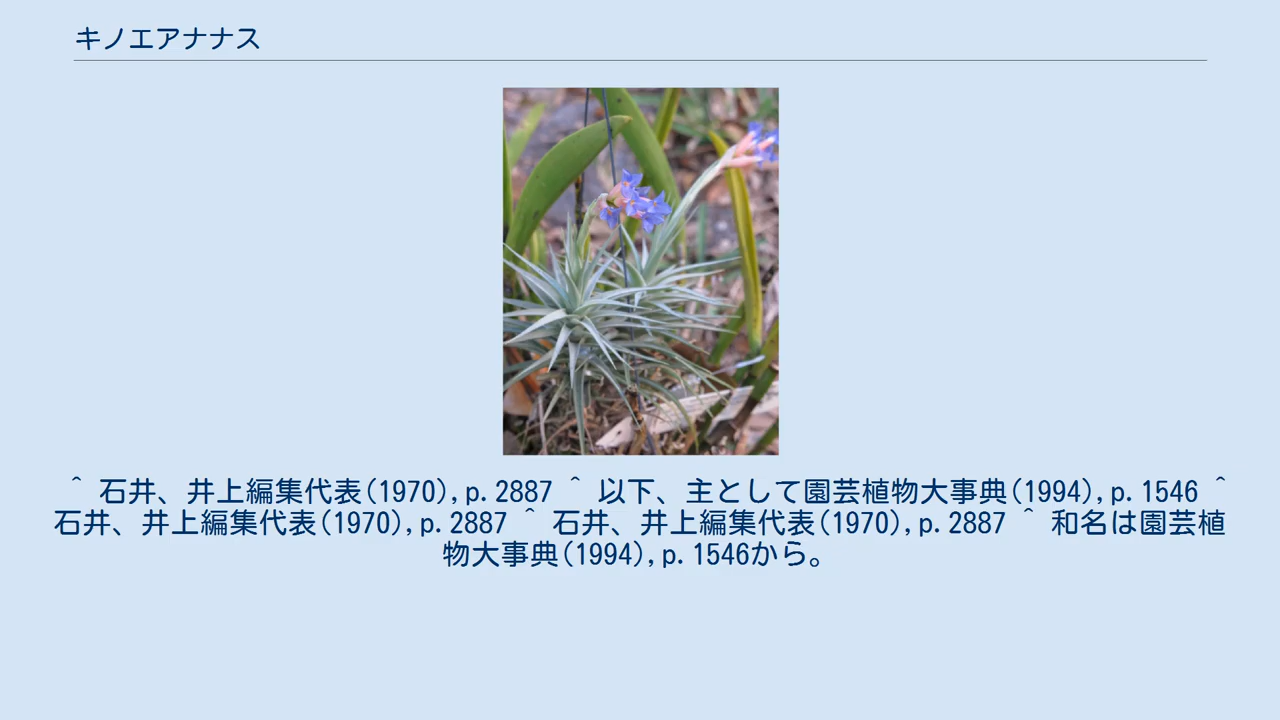 キノエアナナス
^ 石井、井上編集代表(1970),p.2887 ^ 以下、主として園芸植物大事典(1994),p.1546 ^
石井、井上編集代表(1970),p.2887 ^ 石井、井上編集代表(1970),p.2887 ^ 和名は園芸植
物大事典(1994),p.1546から。